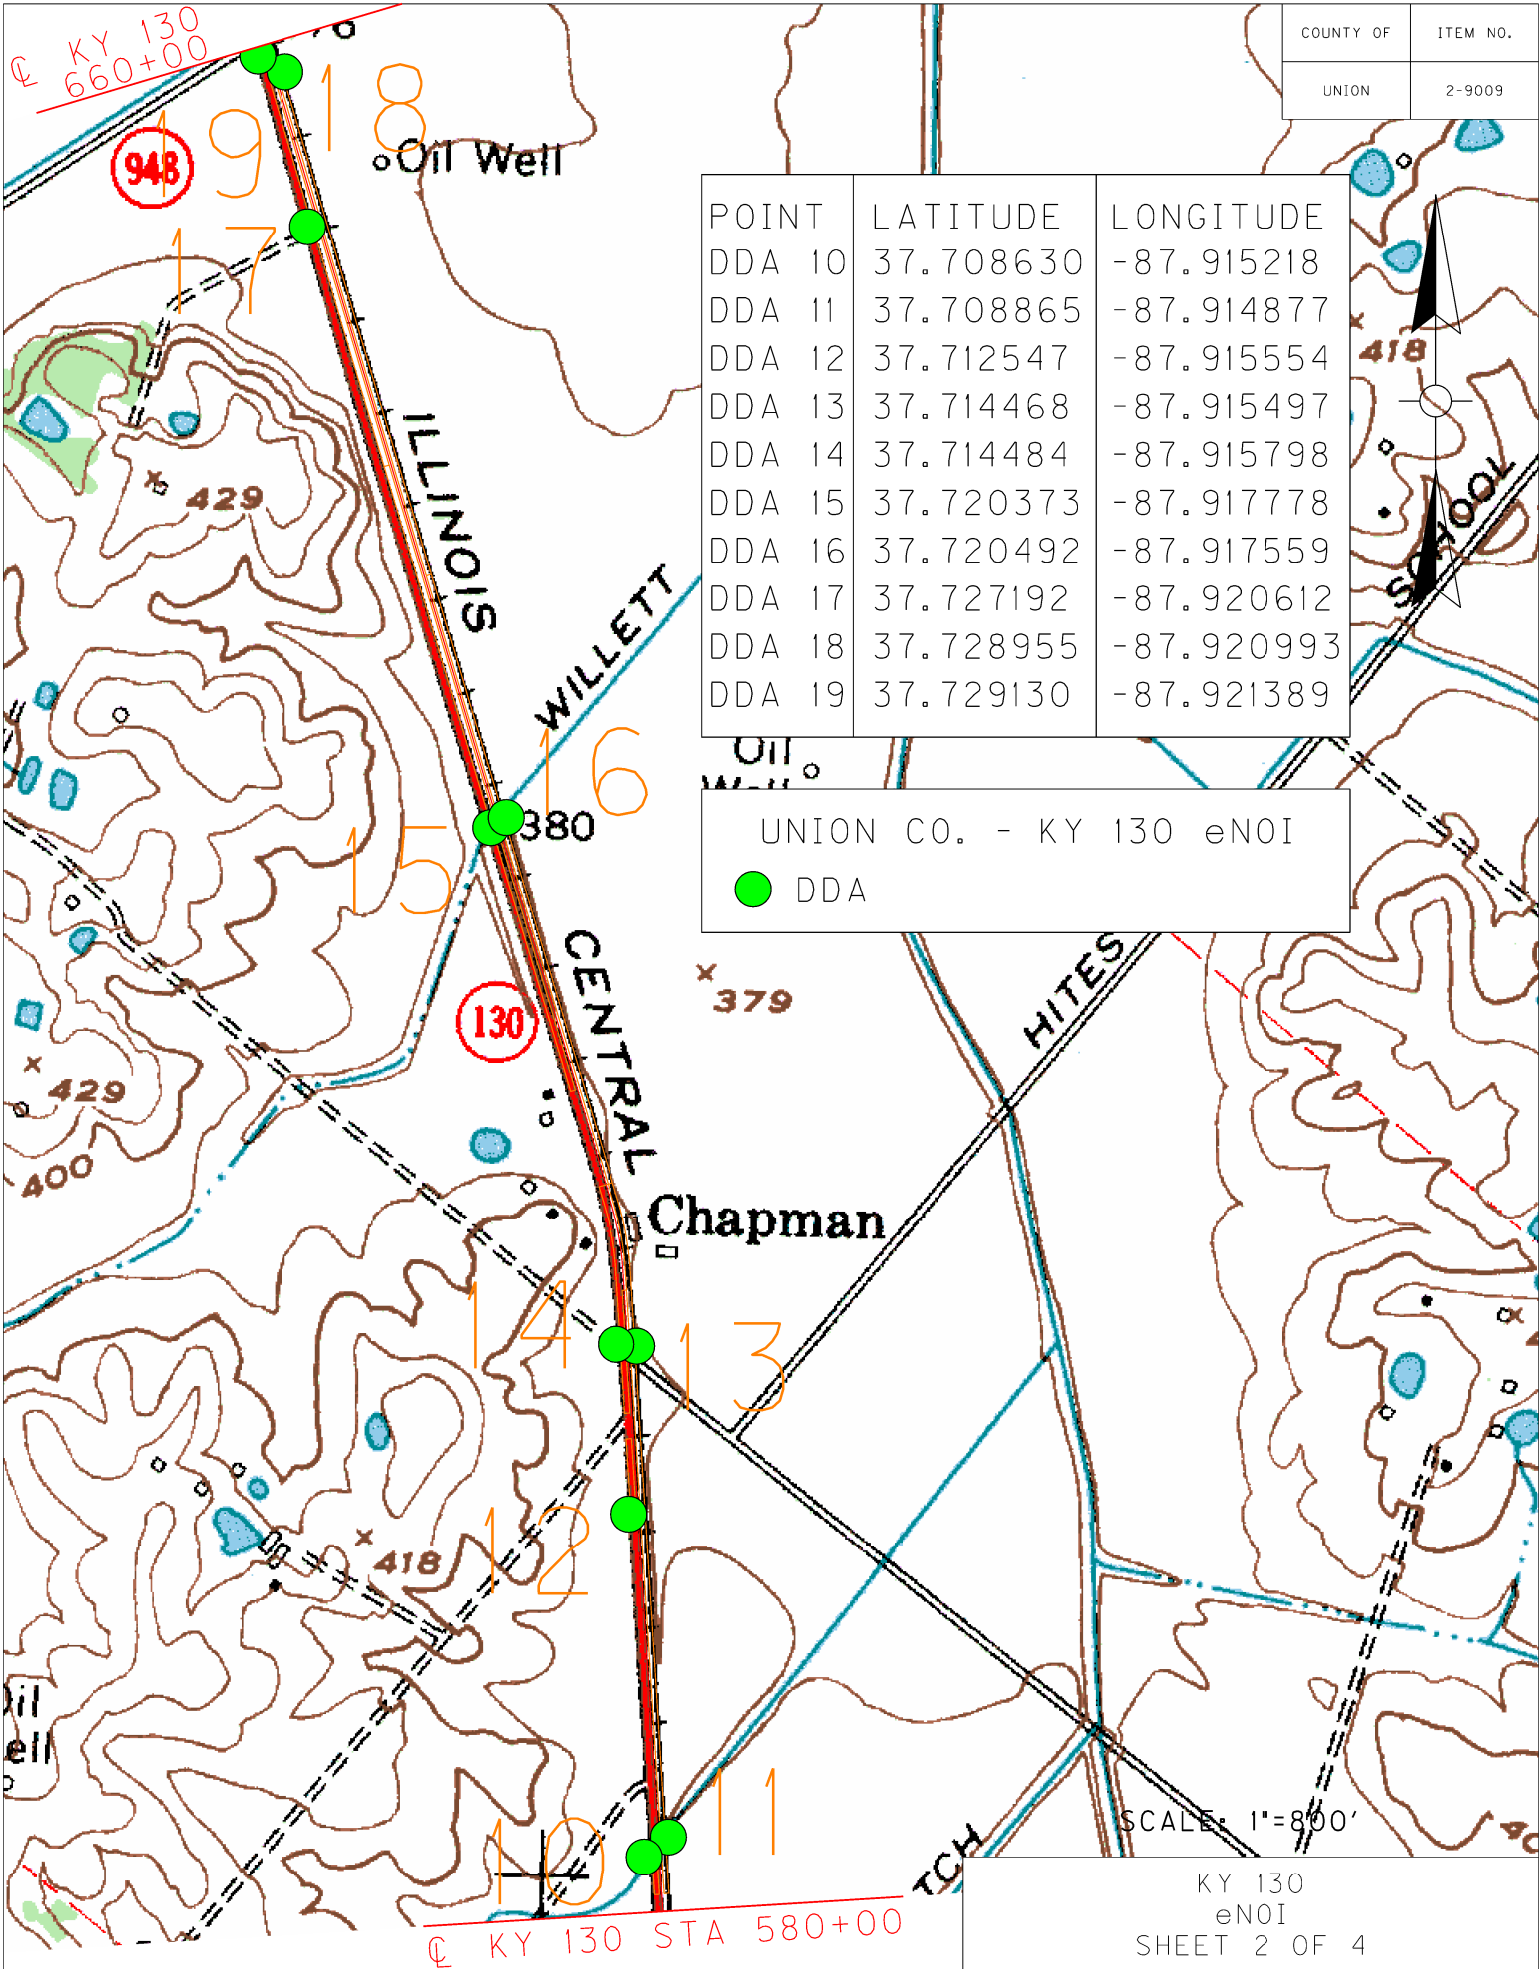 COUNTY OF ITEM NO.
UNION 2-9009
℄ KY 130
660+00
18
19
948
Oil Well
17
POINT LATITUDE LONGITUDE
DDA 10 37.708630 -87.915218
DDA 11 37.708865 -87.914877
DDA 12 37.712547 -87.915554
DDA 13 37.714468 -87.915497
DDA 14 37.714484 -87.915798
DDA 15 37.720373 -87.917778
DDA 16 37.720492 -87.917559
DDA 17 37.727192 -87.920612
DDA 18 37.728955 -87.920993
DDA 19 37.729130 -87.921389
418
ILLINOIS
429
SCHOOL
WILLETT
16
Oil
Well
380
15
UNION CO. - KY 130 eNOI
DDA
CENTRAL
379
HITES
130
429
400
Chapman
14
13
12
418
Oil
Well
11
10
SCALE: 1"=800'
TCH
℄ KY 130 STA 580+00
KY 130
eNOI
SHEET 2 OF 4